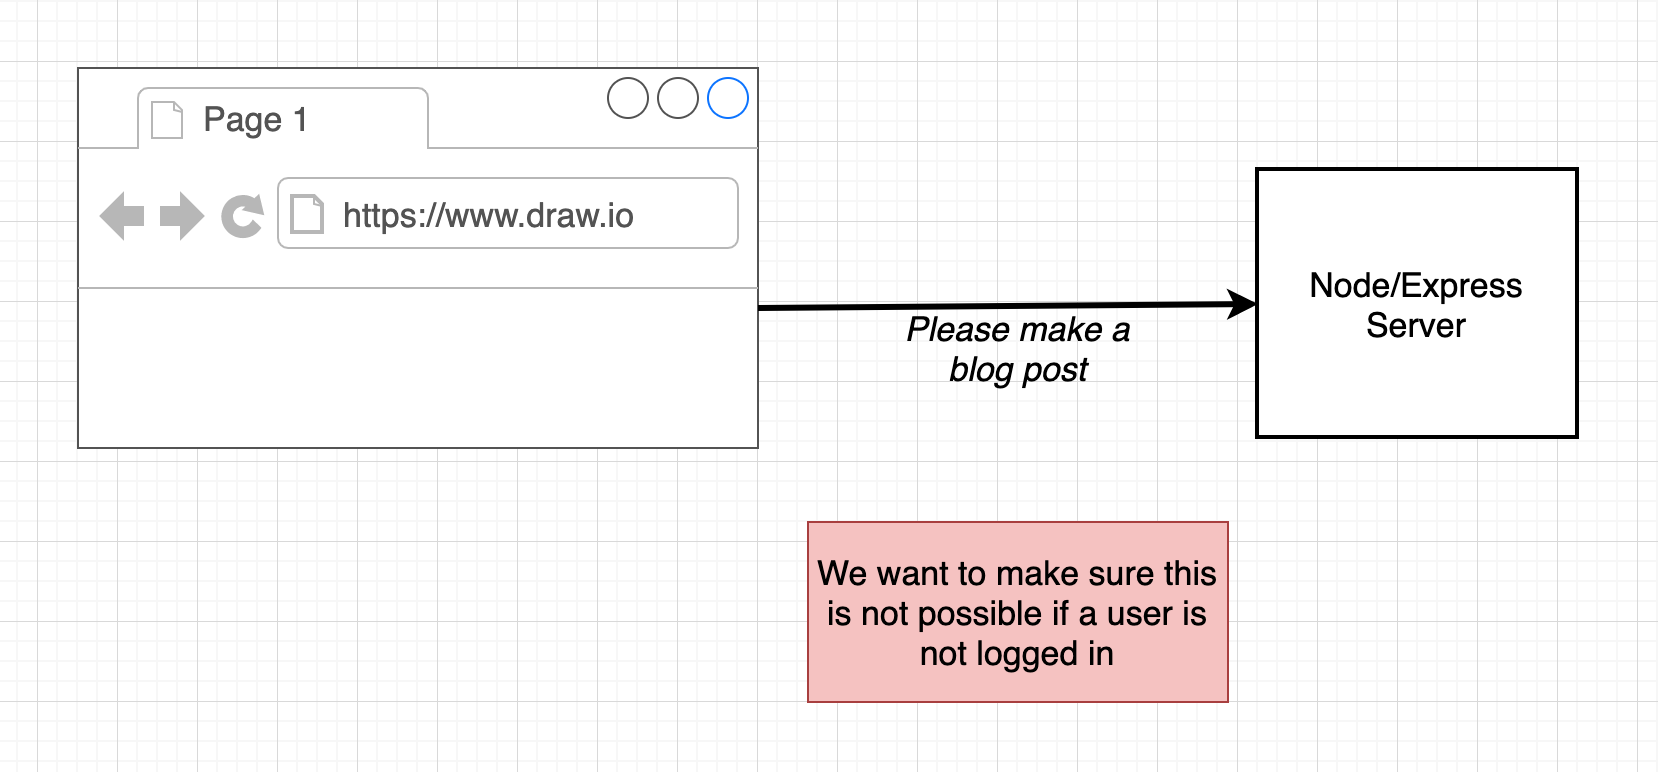 Page 1
https://www.draw.io
Please make a
blog post
Node/Express
Server
We want to make sure this
is not possible if a user is
not logged in